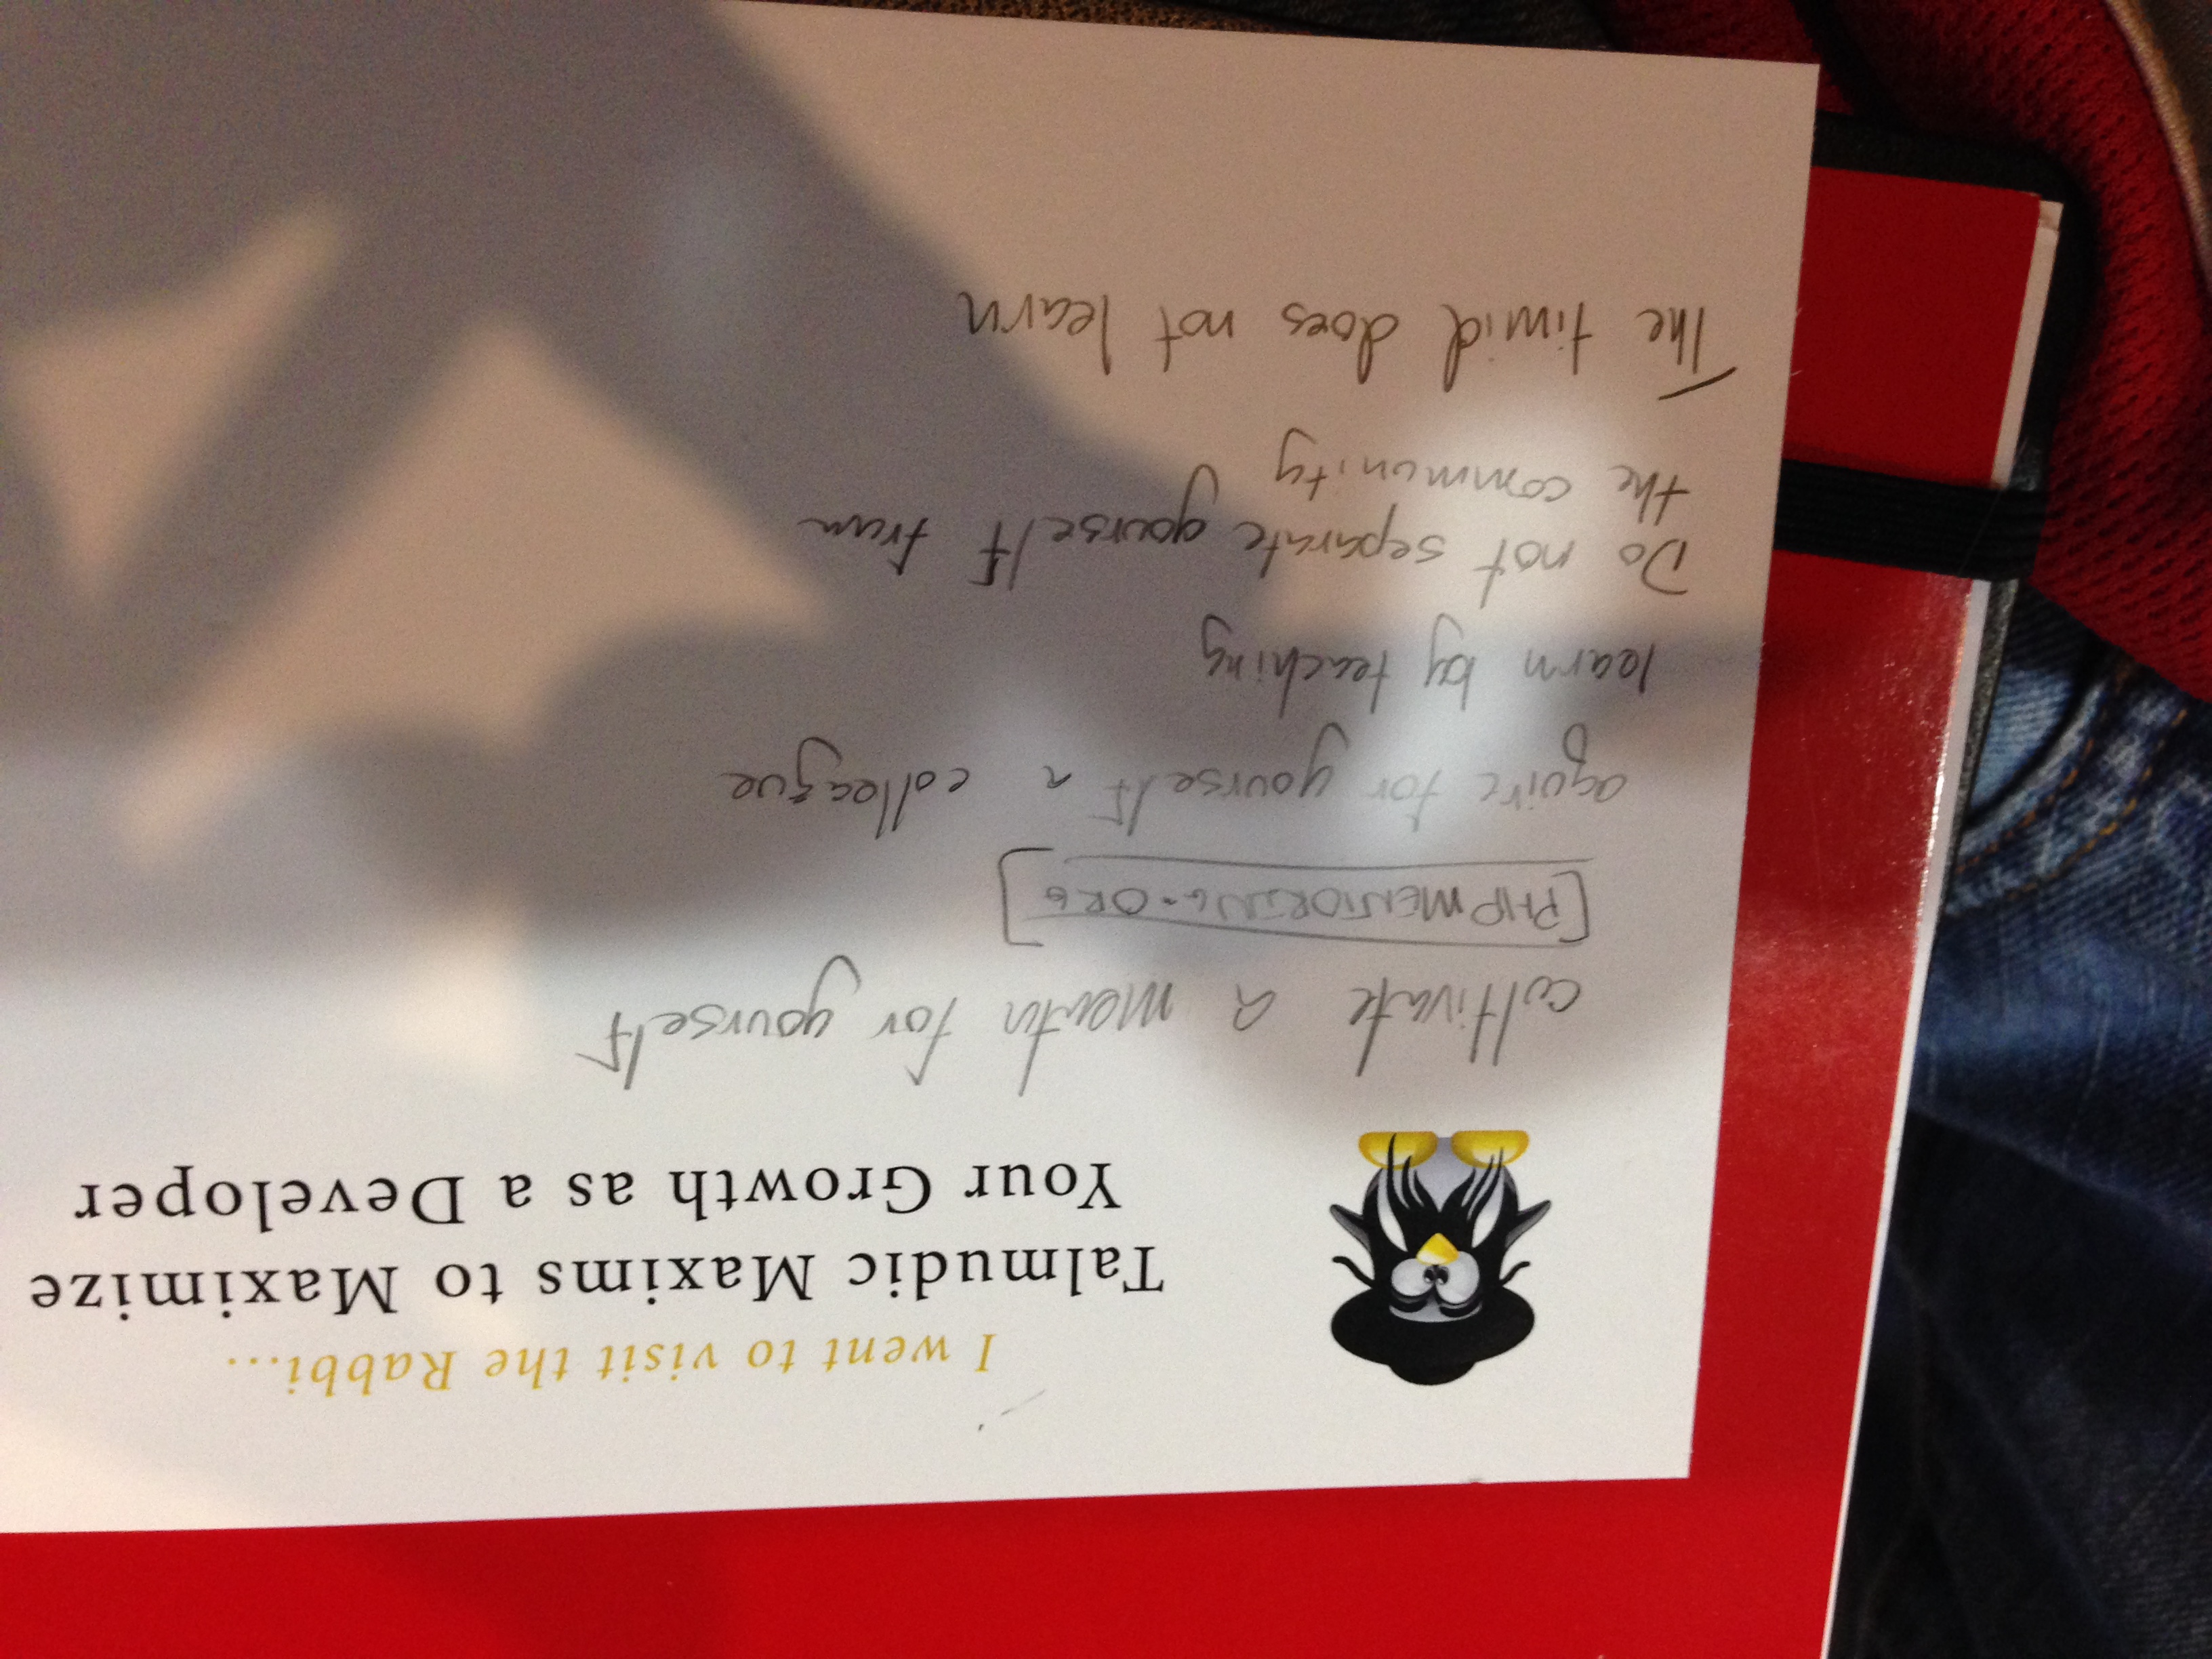 I went to visit the Rabbi...
Talmudic Maxims to Maximize
Your Growth as a Developer
cultivate a mentor for yourself
[PHPMENTORING.ORG]
aquire for yourself a colleague
learn by teaching
Do not separate yourself from
the community
The timid does not learn